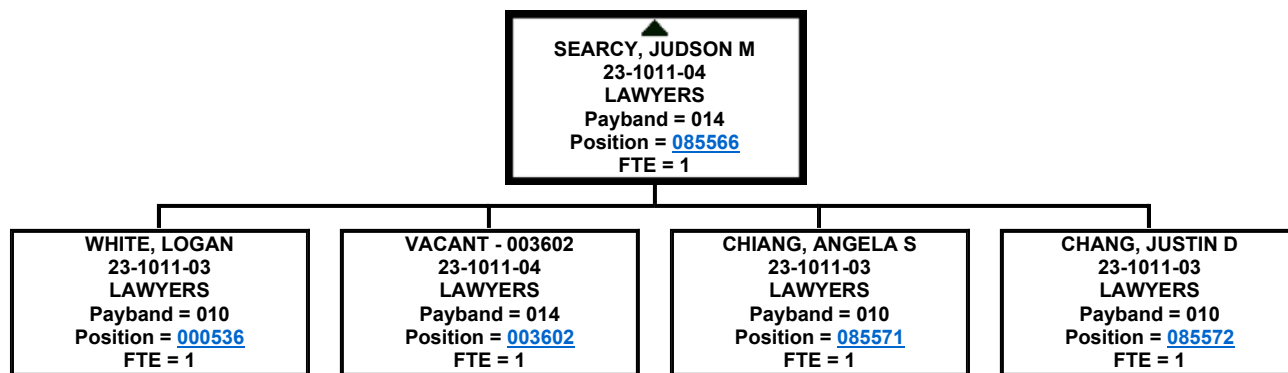 SEARCY, JUDSON M
23-1011-04
LAWYERS
Payband = 014
Position = 085566
FTE = 1
WHITE, LOGAN
23-1011-03
LAWYERS
Payband = 010
Position = 000536
FTE = 1
VACANT - 003602
23-1011-04
LAWYERS
Payband = 014
Position = 003602
FTE = 1
CHIANG, ANGELA S
23-1011-03
LAWYERS
Payband = 010
Position = 085571
FTE = 1
CHANG, JUSTIN D
23-1011-03
LAWYERS
Payband = 010
Position = 085572
FTE = 1